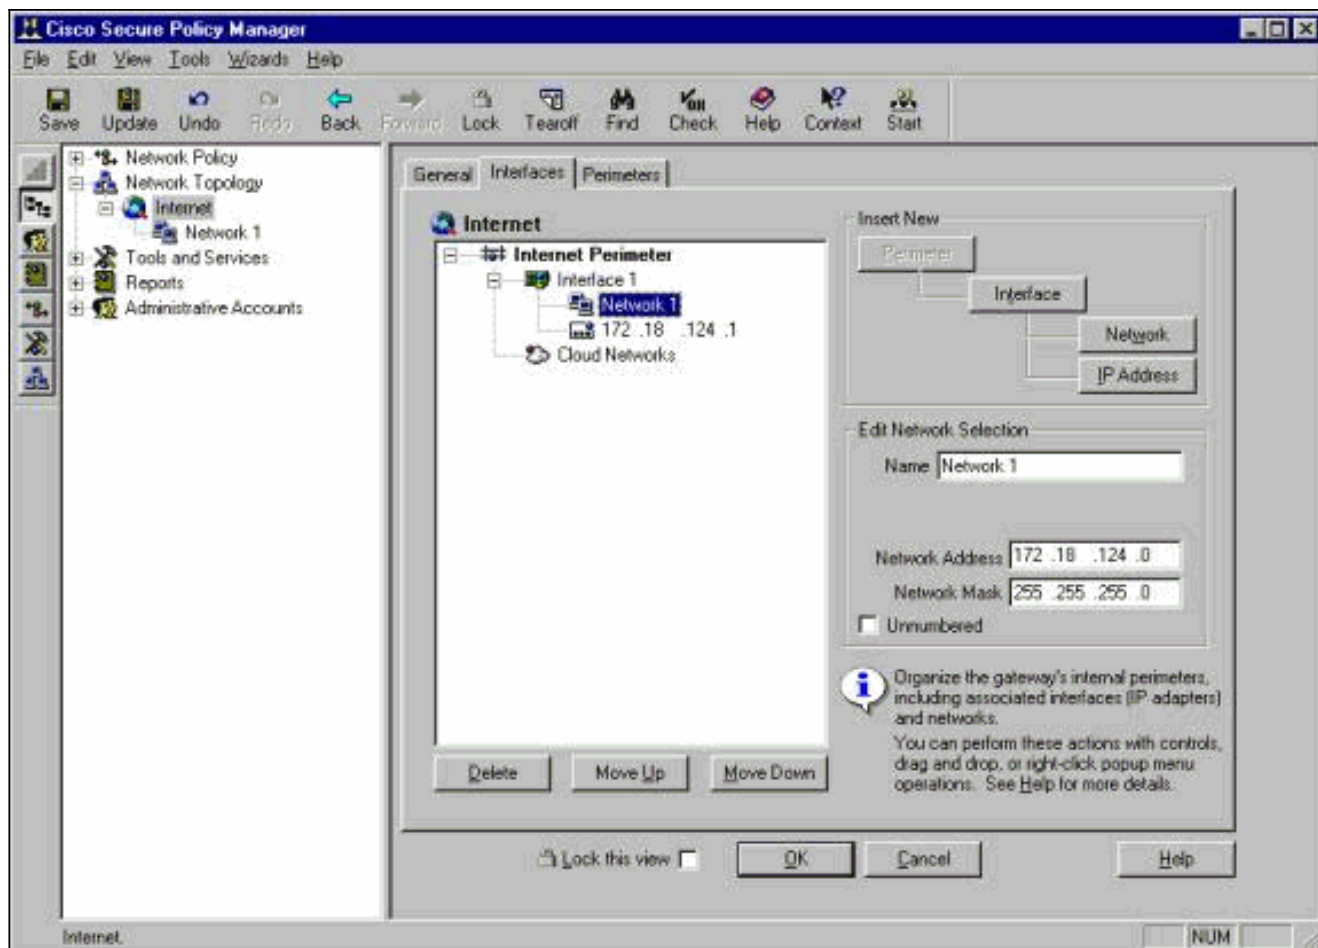 Cisco Secure Policy Manager
File Edit View Tools Wizards Help
Save Update Undo Redo Back Forward Lock Tearoff Find Check Help Context Start
Network Policy
Network Topology
Internet
Network 1
Tools and Services
Reports
Administrative Accounts
General Interfaces Perimeters
Internet
Internet Perimeter
Interface 1
Network 1
172 .18 .124 .1
Cloud Networks
Delete Move Up Move Down
Insert New
Perimeter
Interface
Network
IP Address
Edit Network Selection
Name Network 1
Network Address 172 .18 .124 .0
Network Mask 255 .255 .255 .0
Unnumbered
Organize the gateway's internal perimeters,
including associated interfaces (IP adapters)
and networks.
You can perform these actions with controls,
drag and drop, or right-click popup menu
operations. See Help for more details.
Lock this view OK Cancel Help
Internet. NUM